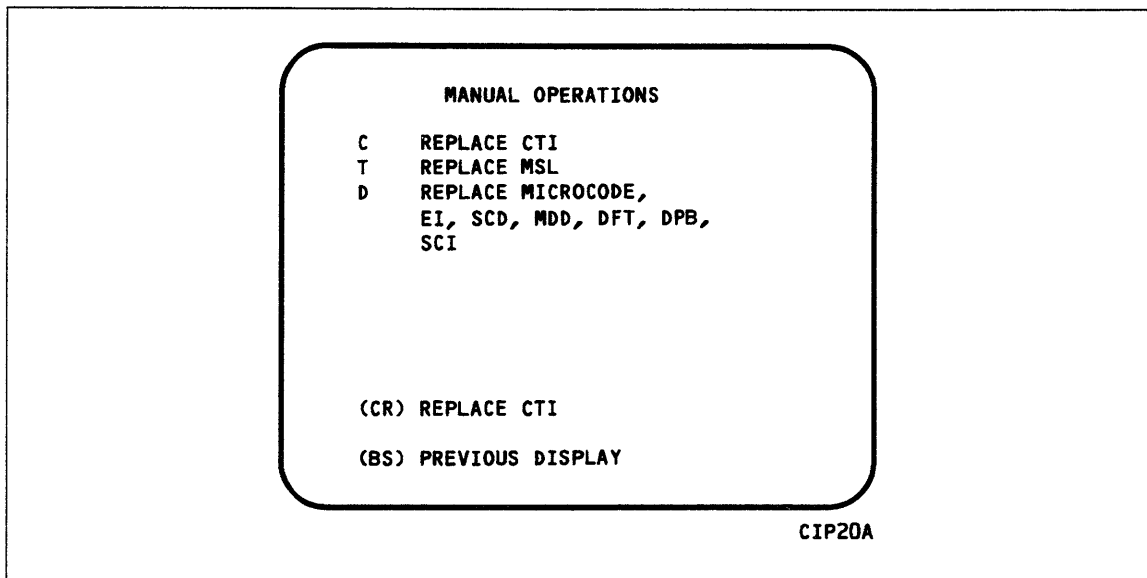 MANUAL OPERATIONS
C REPLACE CTI
T REPLACE MSL
D REPLACE MICROCODE,
EI, SCD, MDD, DFT, DPB,
SCI
(CR) REPLACE CTI
(BS) PREVIOUS DISPLAY
CIP20A